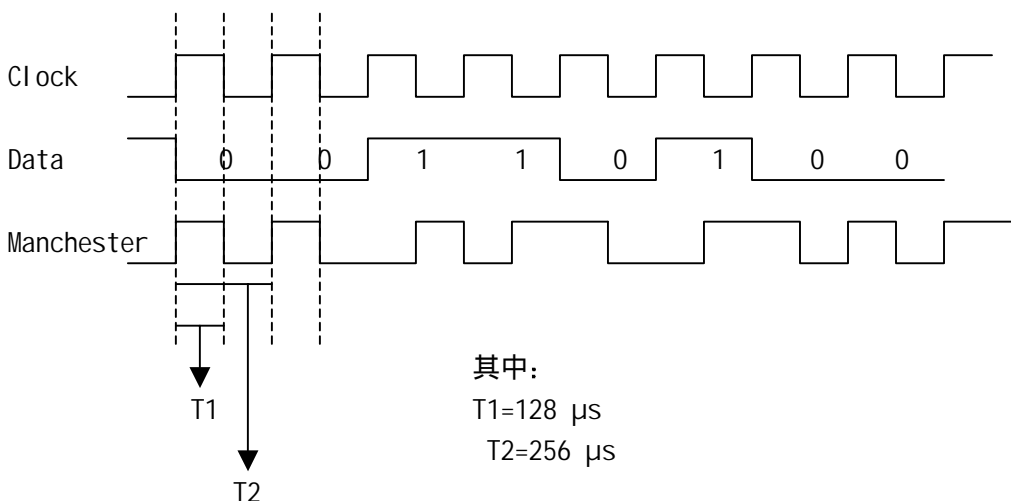 Clock
Data 0 0 1 1 0 1 0 0
Manchester
其中：
T1 T1=128 μs
T2=256 μs
T2